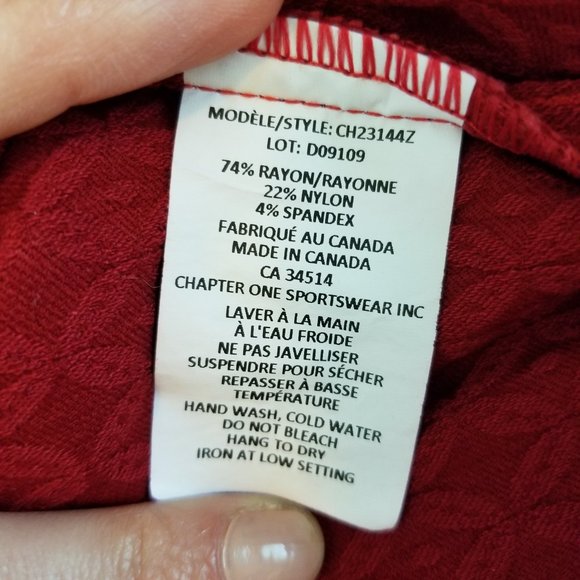 MODÈLE/STYLE: CH23144Z
LOT: D09109
74% RAYON/RAYONNE
22% NYLON
4% SPANDEX
FABRIQUÉ AU CANADA
MADE IN CANADA
CA 34514
CHAPTER ONE SPORTSWEAR INC
LAVER À LA MAIN
À L'EAU FROIDE
NE PAS JAVELLISER
SUSPENDRE POUR SÉCHER
REPASSER À BASSE
TEMPÉRATURE
HAND WASH, COLD WATER
DO NOT BLEACH
HANG TO DRY
IRON AT LOW SETTING